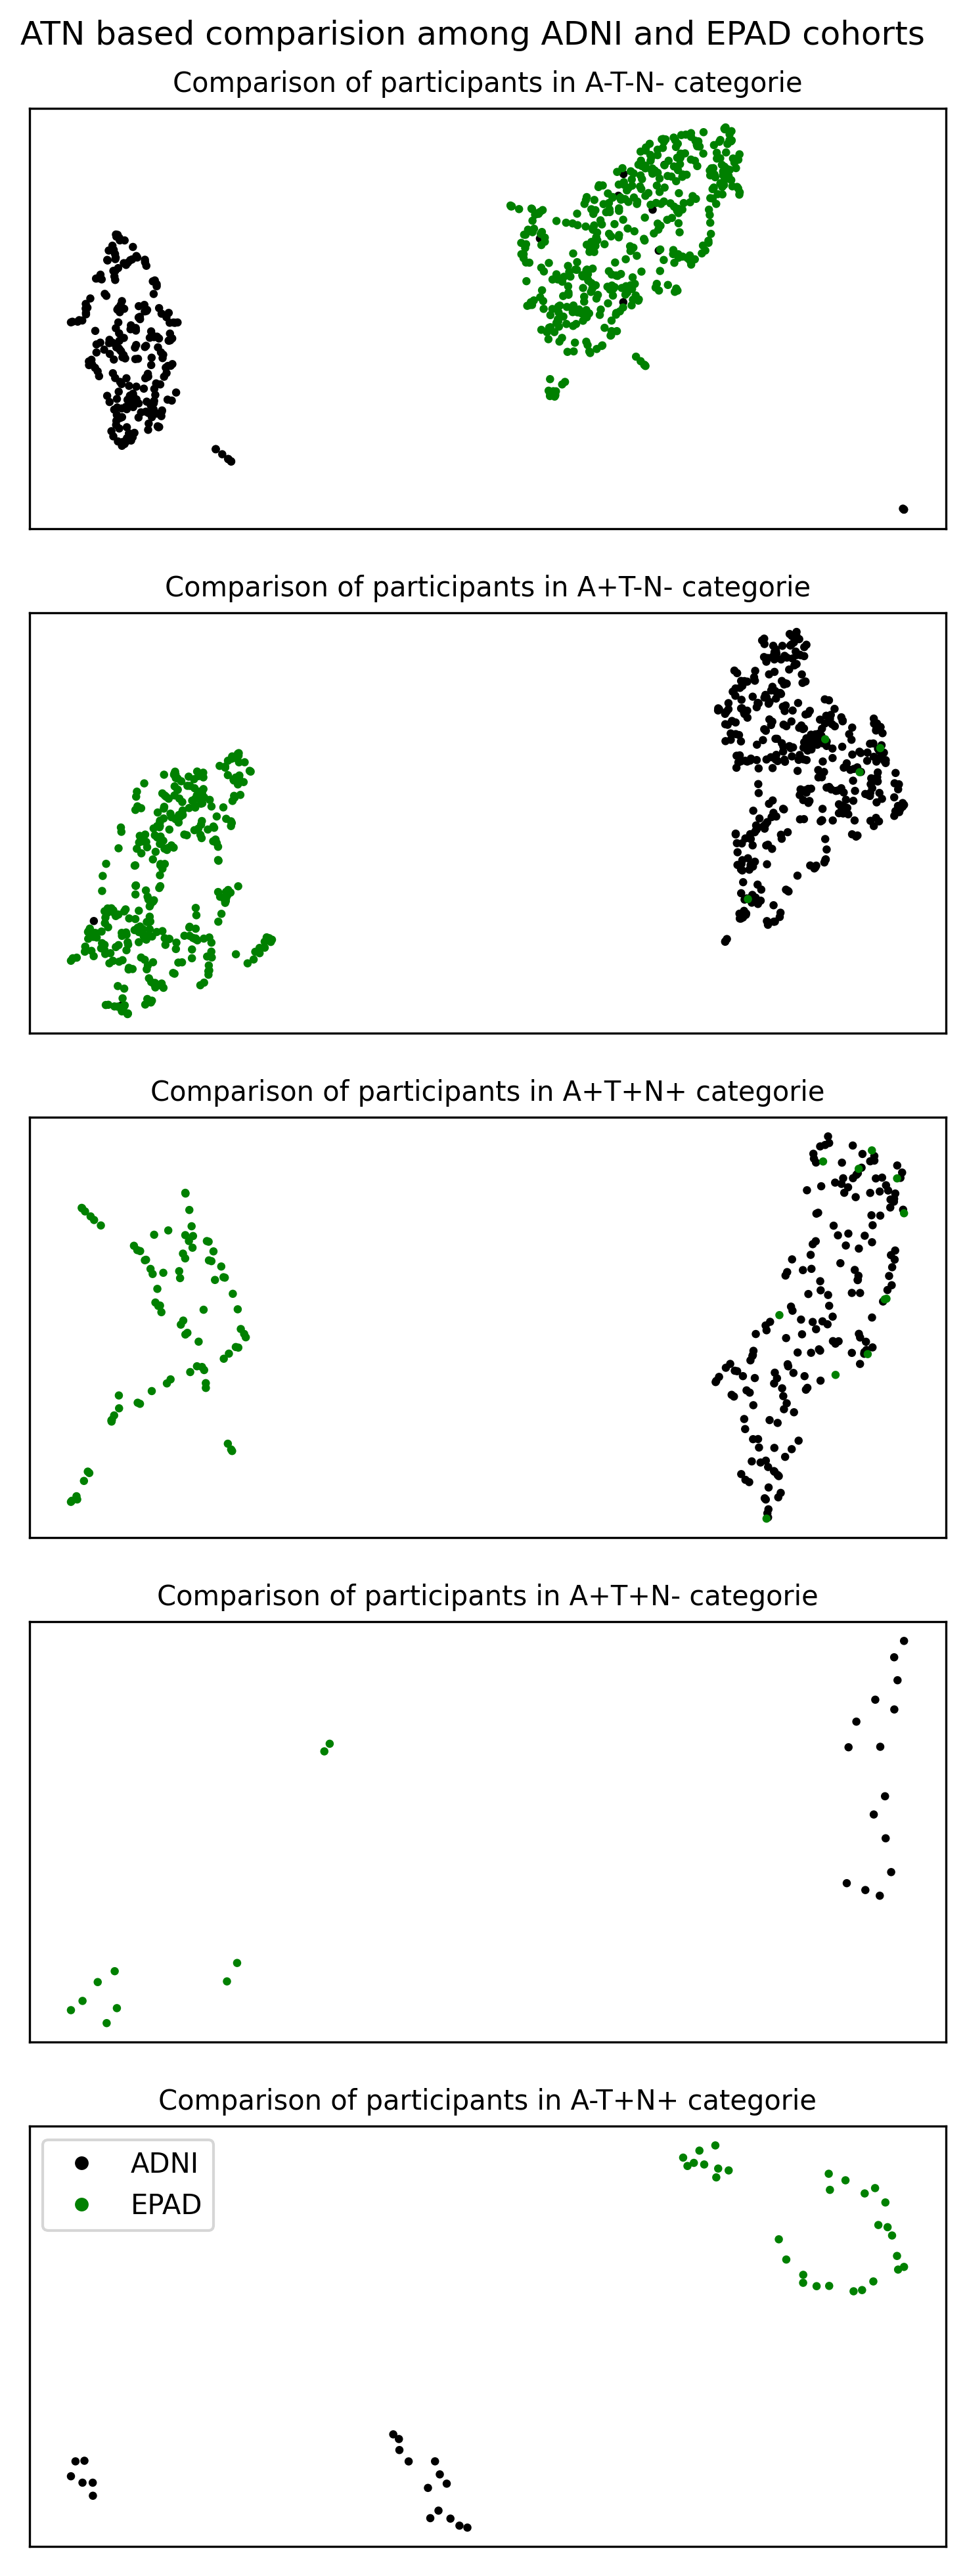 ATN based comparision among ADNI and EPAD cohorts
Comparison of participants in A-T-N- categorie
Comparison of participants in A+T-N- categorie
Comparison of participants in A+T+N+ categorie
Comparison of participants in A+T+N- categorie
Comparison of participants in A-T+N+ categorie
ADNI
EPAD